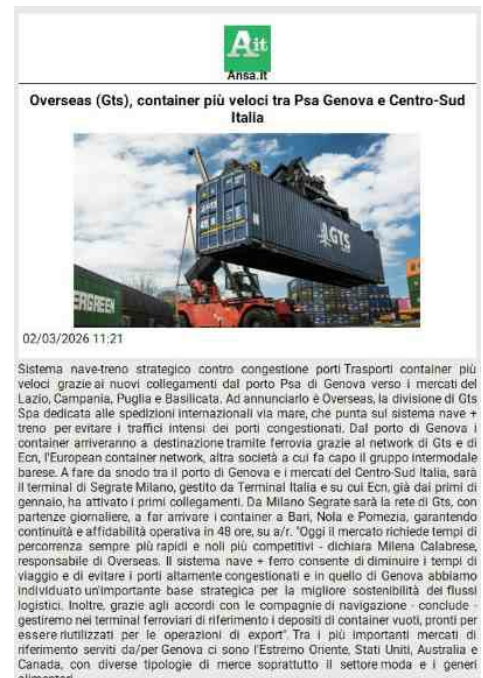 Ait
Ansa.it
Overseas (Gts), container più veloci tra Psa Genova e Centro-Sud
Italia
EVERGREEN
GTS
48
02/03/2026 11:21
Sistema nave-treno strategico contro congestione porti Trasporti container più
veloci grazie ai nuovi collegamenti dal porto Psa di Genova verso i mercati del
Lazio, Campania, Puglia e Basilicata. Ad annunciarlo è Overseas, la divisione di Gts
Spa dedicata alle spedizioni internazionali via mare, che punta sul sistema nave +
treno per evitare i traffici intensi dei porti congestionati. Dal porto di Genova i
container arriveranno a destinazione tramite ferrovia grazie al network di Gts e di
Ecn, l'European container network, altra società a cui fa capo il gruppo intermodale
barese. A fare da snodo tra il porto di Genova e i mercati del Centro-Sud Italia, sarà
il terminal di Segrate Milano, gestito da Terminal Italia e su cui Ecn, già dai primi di
gennaio, ha attivato i primi collegamenti. Da Milano Segrate sarà la rete di Gts, con
partenze giornaliere, a far arrivare i container a Bari, Nola e Pomezia, garantendo
continuità e affidabilità operativa in 48 ore, su a/r. "Oggi il mercato richiede tempi di
percorrenza sempre più rapidi e noli più competitivi - dichiara Milena Calabrese,
responsabile di Overseas. Il sistema nave + ferro consente di diminuire i tempi di
viaggio e di evitare i porti altamente congestionati e in quello di Genova abbiamo
individuato un'importante base strategica per la migliore sostenibilità dei flussi
logistici. Inoltre, grazie agli accordi con le compagnie di navigazione - conclude -
gestiremo nei terminal ferroviari di riferimento i depositi di container vuoti, pronti per
essere riutilizzati per le operazioni di export" Tra i più importanti mercati di
riferimento serviti da/per Genova ci sono l'Estremo Oriente, Stati Uniti, Australia e
Canada, con diverse tipologie di merce soprattutto il settore moda e i generi
alimentari